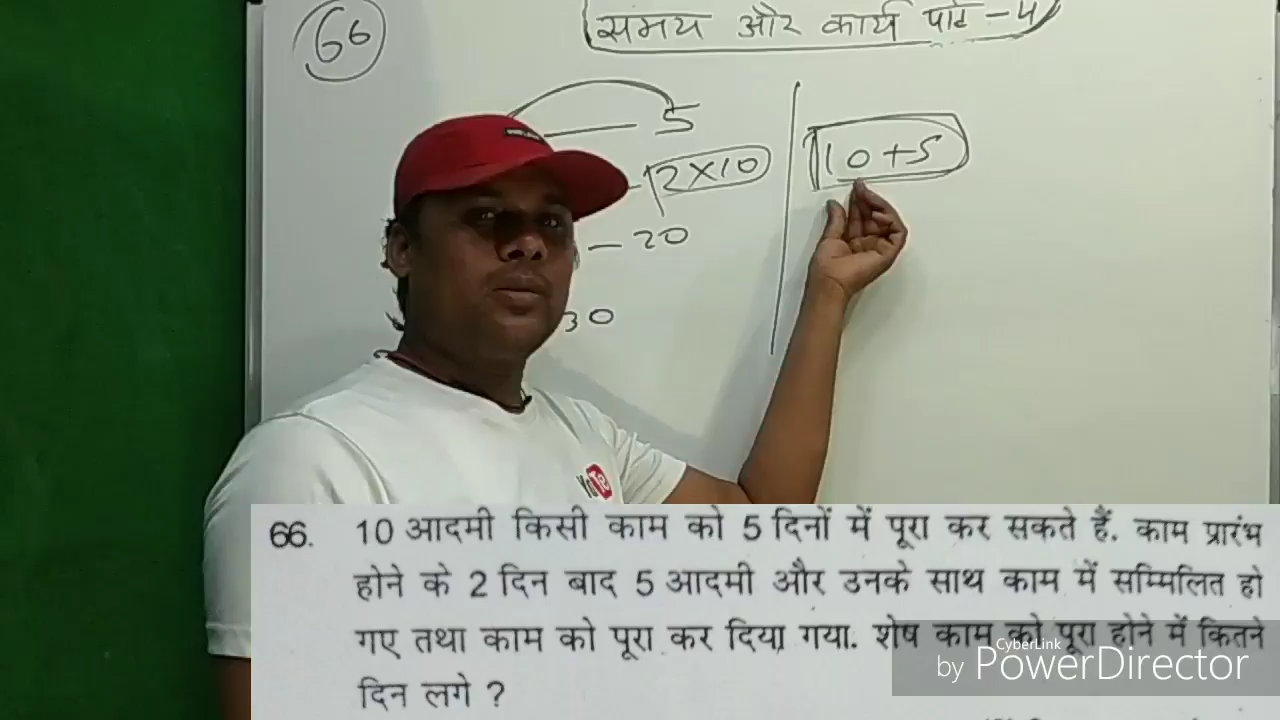 66
समय और कार्य पार्ट-4
5
2×10
10+5
- 20
30
66. 10 आदमी किसी काम को 5 दिनों में पूरा कर सकते हैं. काम प्रारंभ
होने के 2 दिन बाद 5 आदमी और उनके साथ काम में सम्मिलित हो
गए तथा काम को पूरा कर दिया गया. शेष काम को पूरा होने में कितने
दिन लगे ?
CyberLink
by PowerDirector